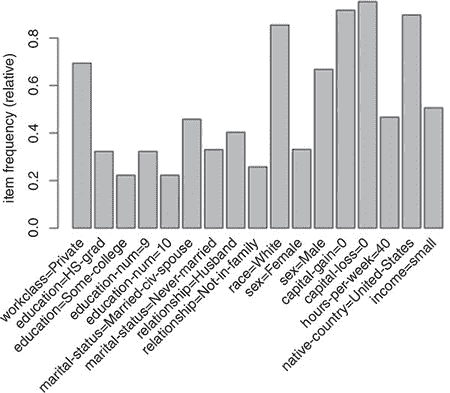 item frequency (relative)
0.8
0.6
0.4
0.2
0.0
workclass=Private
education=HS-grad
education=Some-college
education-num=9
education-num=10
marital-status=Married-civ-spouse
marital-status=Never-married
relationship=Husband
relationship=Not-in-family
race=White
sex=Female
sex=Male
capital-gain=0
capital-loss=0
hours-per-week=40
native-country=United-States
income=small